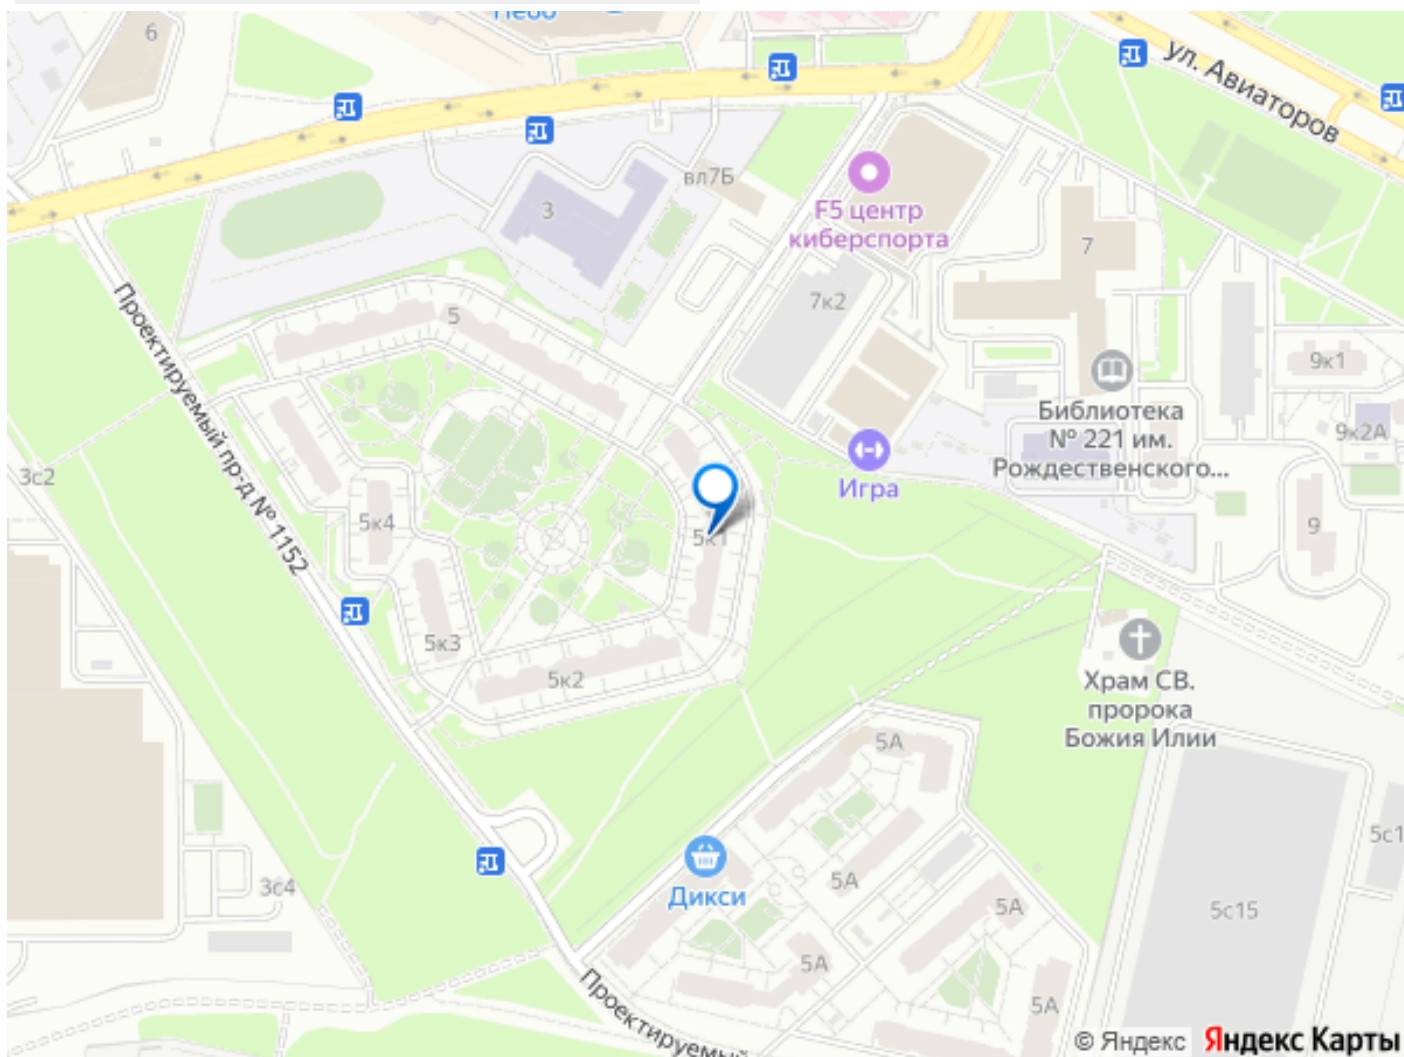 6
ул. Авиаторов
вл7Б
3
F5 центр
киберспорта
7
7к2
5
9к1
Проектируемый пр-д № 1152
Библиотека
№ 221 им.
Рождественского...
9к2А
3с2
Игра
5к4
5к1
9
5к3
5к2
Храм СВ.
пророка
Божия Илии
5А
5с1
Дикси
5А
3с4
5А
5с15
5А
5А
Проектируемый
© Яндекс Яндекс Карты